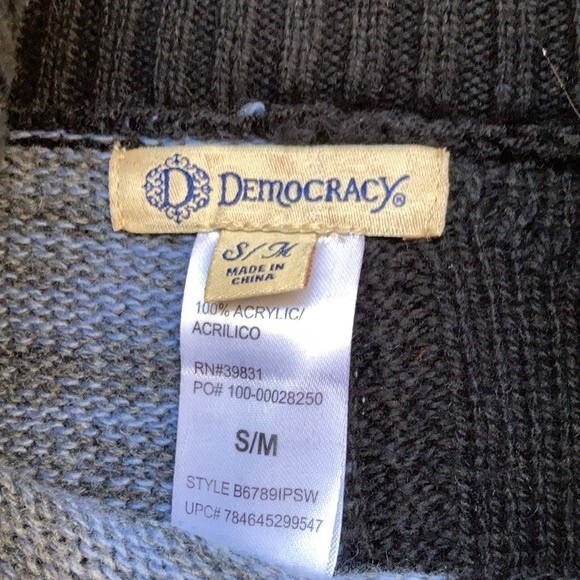 D DEMOCRACY®
S/M
MADE IN
CHINA
100% ACRYLIC/
ACRILICO
RN#39831
PO# 100-00028250
S/M
STYLE B6789IPSW
UPC# 784645299547